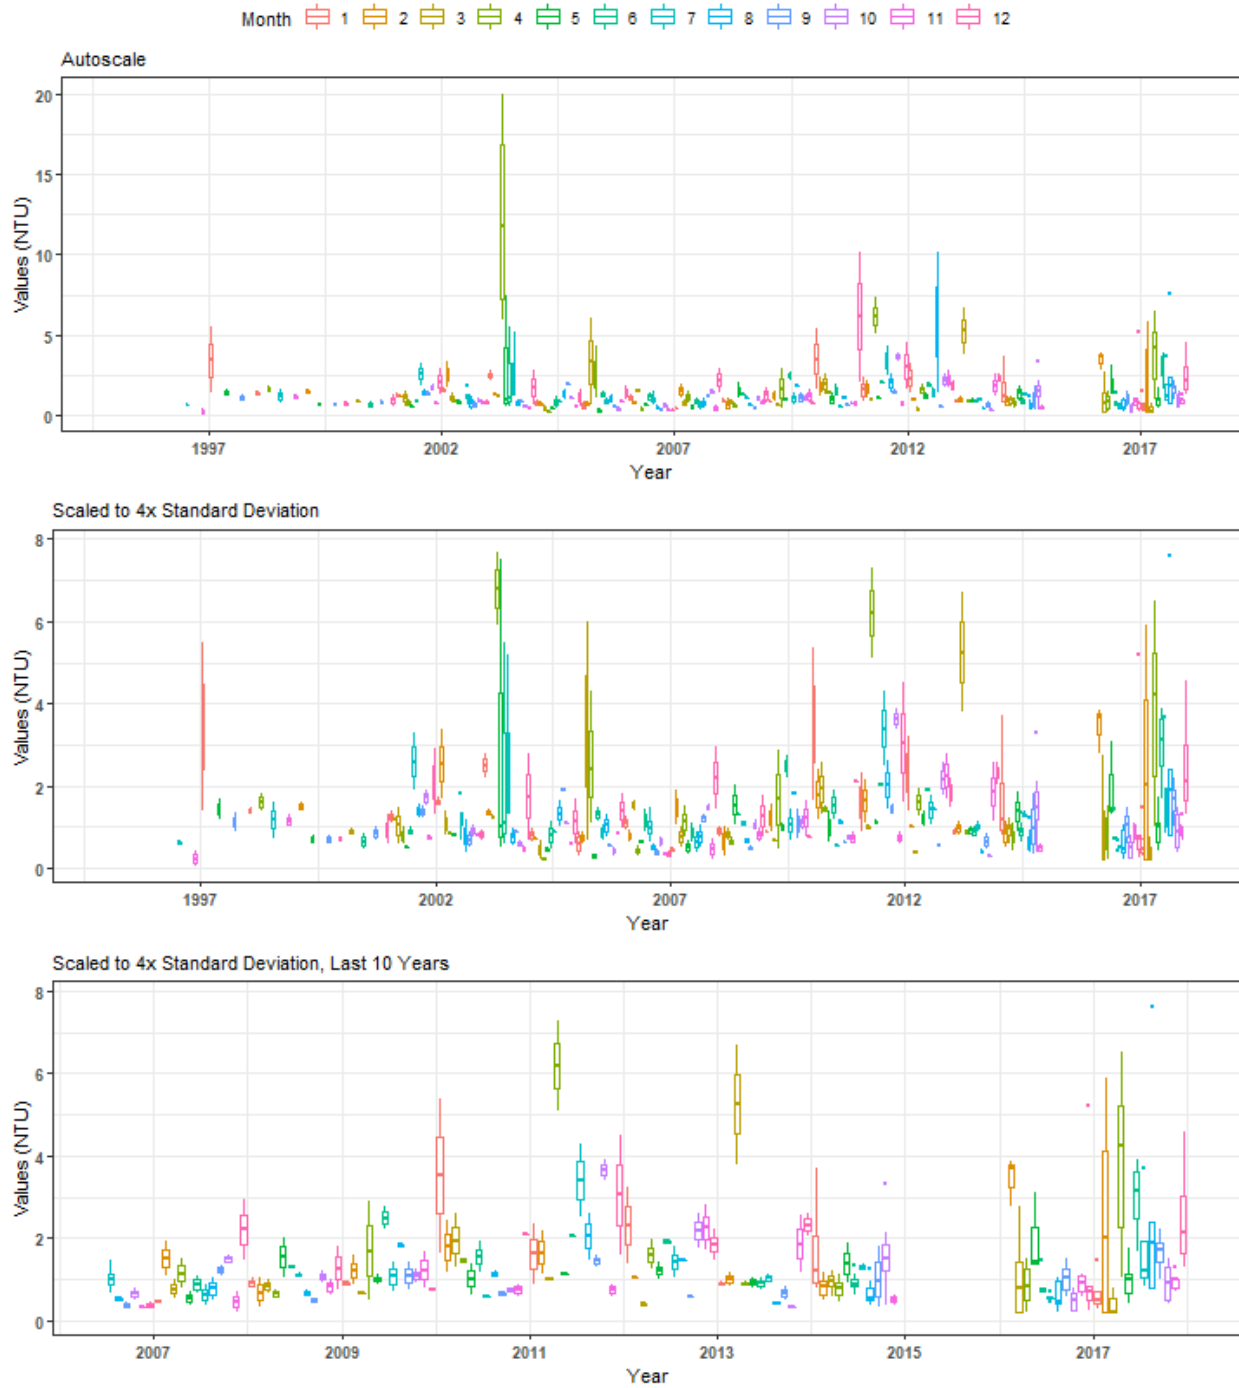 Month 1 2 3 4 5 6 7 8 9 10 11 12
Autoscale
20
15
10
5
0
Values (NTU)
1997 2002 2007 2012 2017
Year
Scaled to 4x Standard Deviation
8
6
4
2
0
Values (NTU)
1997 2002 2007 2012 2017
Year
Scaled to 4x Standard Deviation, Last 10 Years
8
6
4
2
0
Values (NTU)
2007 2009 2011 2013 2015 2017
Year